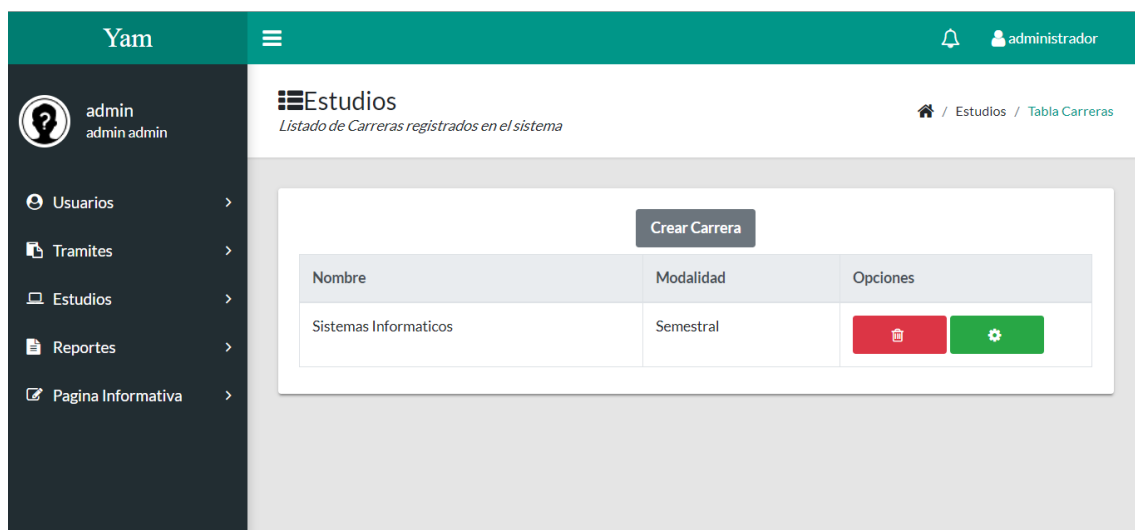 Yam
administrador
admin
admin admin
Estudios
Listado de Carreras registrados en el sistema
/ Estudios / Tabla Carreras
Usuarios
Tramites
Estudios
Reportes
Pagina Informativa
Crear Carrera
Nombre Modalidad Opciones
Sistemas Informaticos Semestral